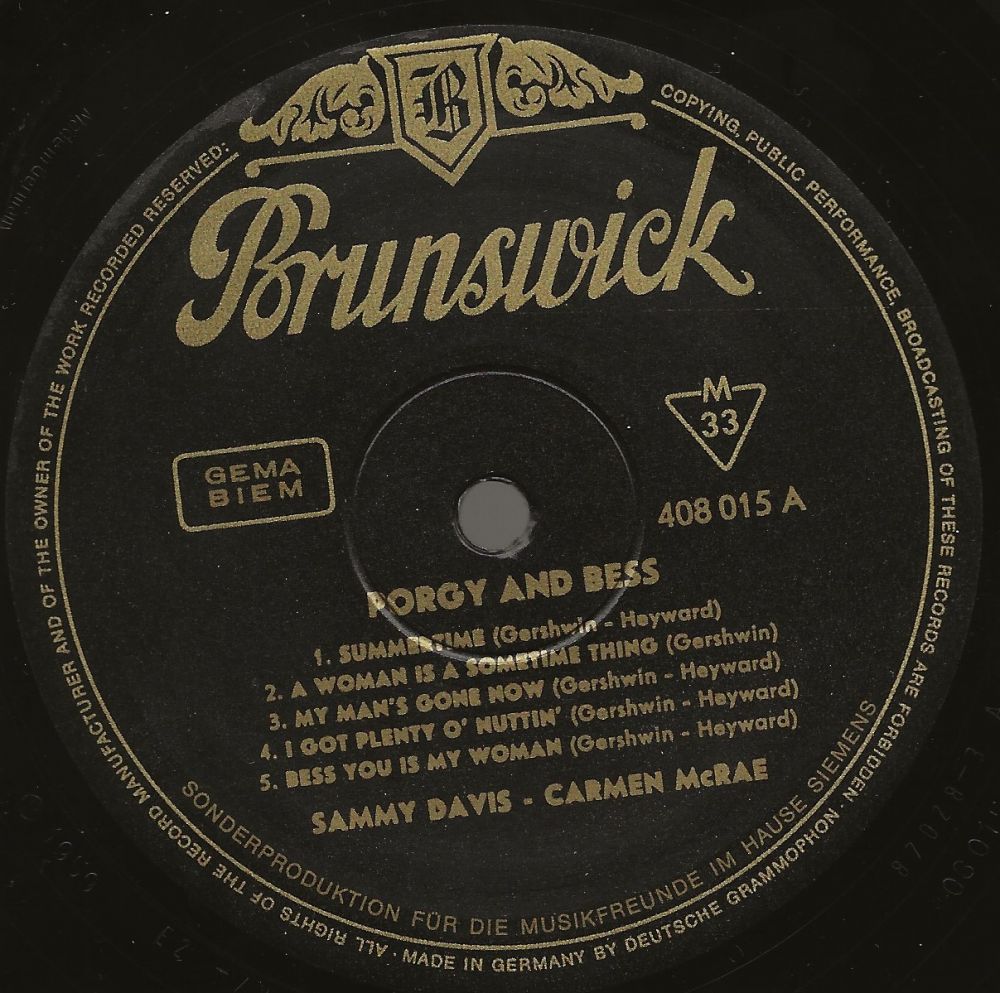 B
Brunswick
GEMA
BIEM
M
33
408 015 A
PORGY AND BESS
1. SUMMERTIME (Gershwin - Heyward)
2. A WOMAN IS A SOMETIME THING (Gershwin)
3. MY MAN'S GONE NOW (Gershwin - Heyward)
4. I GOT PLENTY O' NUTTIN' (Gershwin - Heyward)
5. BESS YOU IS MY WOMAN (Gershwin - Heyward)
SAMMY DAVIS - CARMEN McRAE
SONDERPRODUKTION FÜR DIE MUSIKFREUNDE IM HAUSE SIEMENS
ALL RIGHTS OF THE RECORD MANUFACTURER AND OF THE OWNER OF THE WORK RECORDED RESERVED:
COPYING, PUBLIC PERFORMANCE, BROADCASTING OF THESE RECORDS ARE FORBIDDEN · MADE IN GERMANY BY DEUTSCHE GRAMMOPHON ·